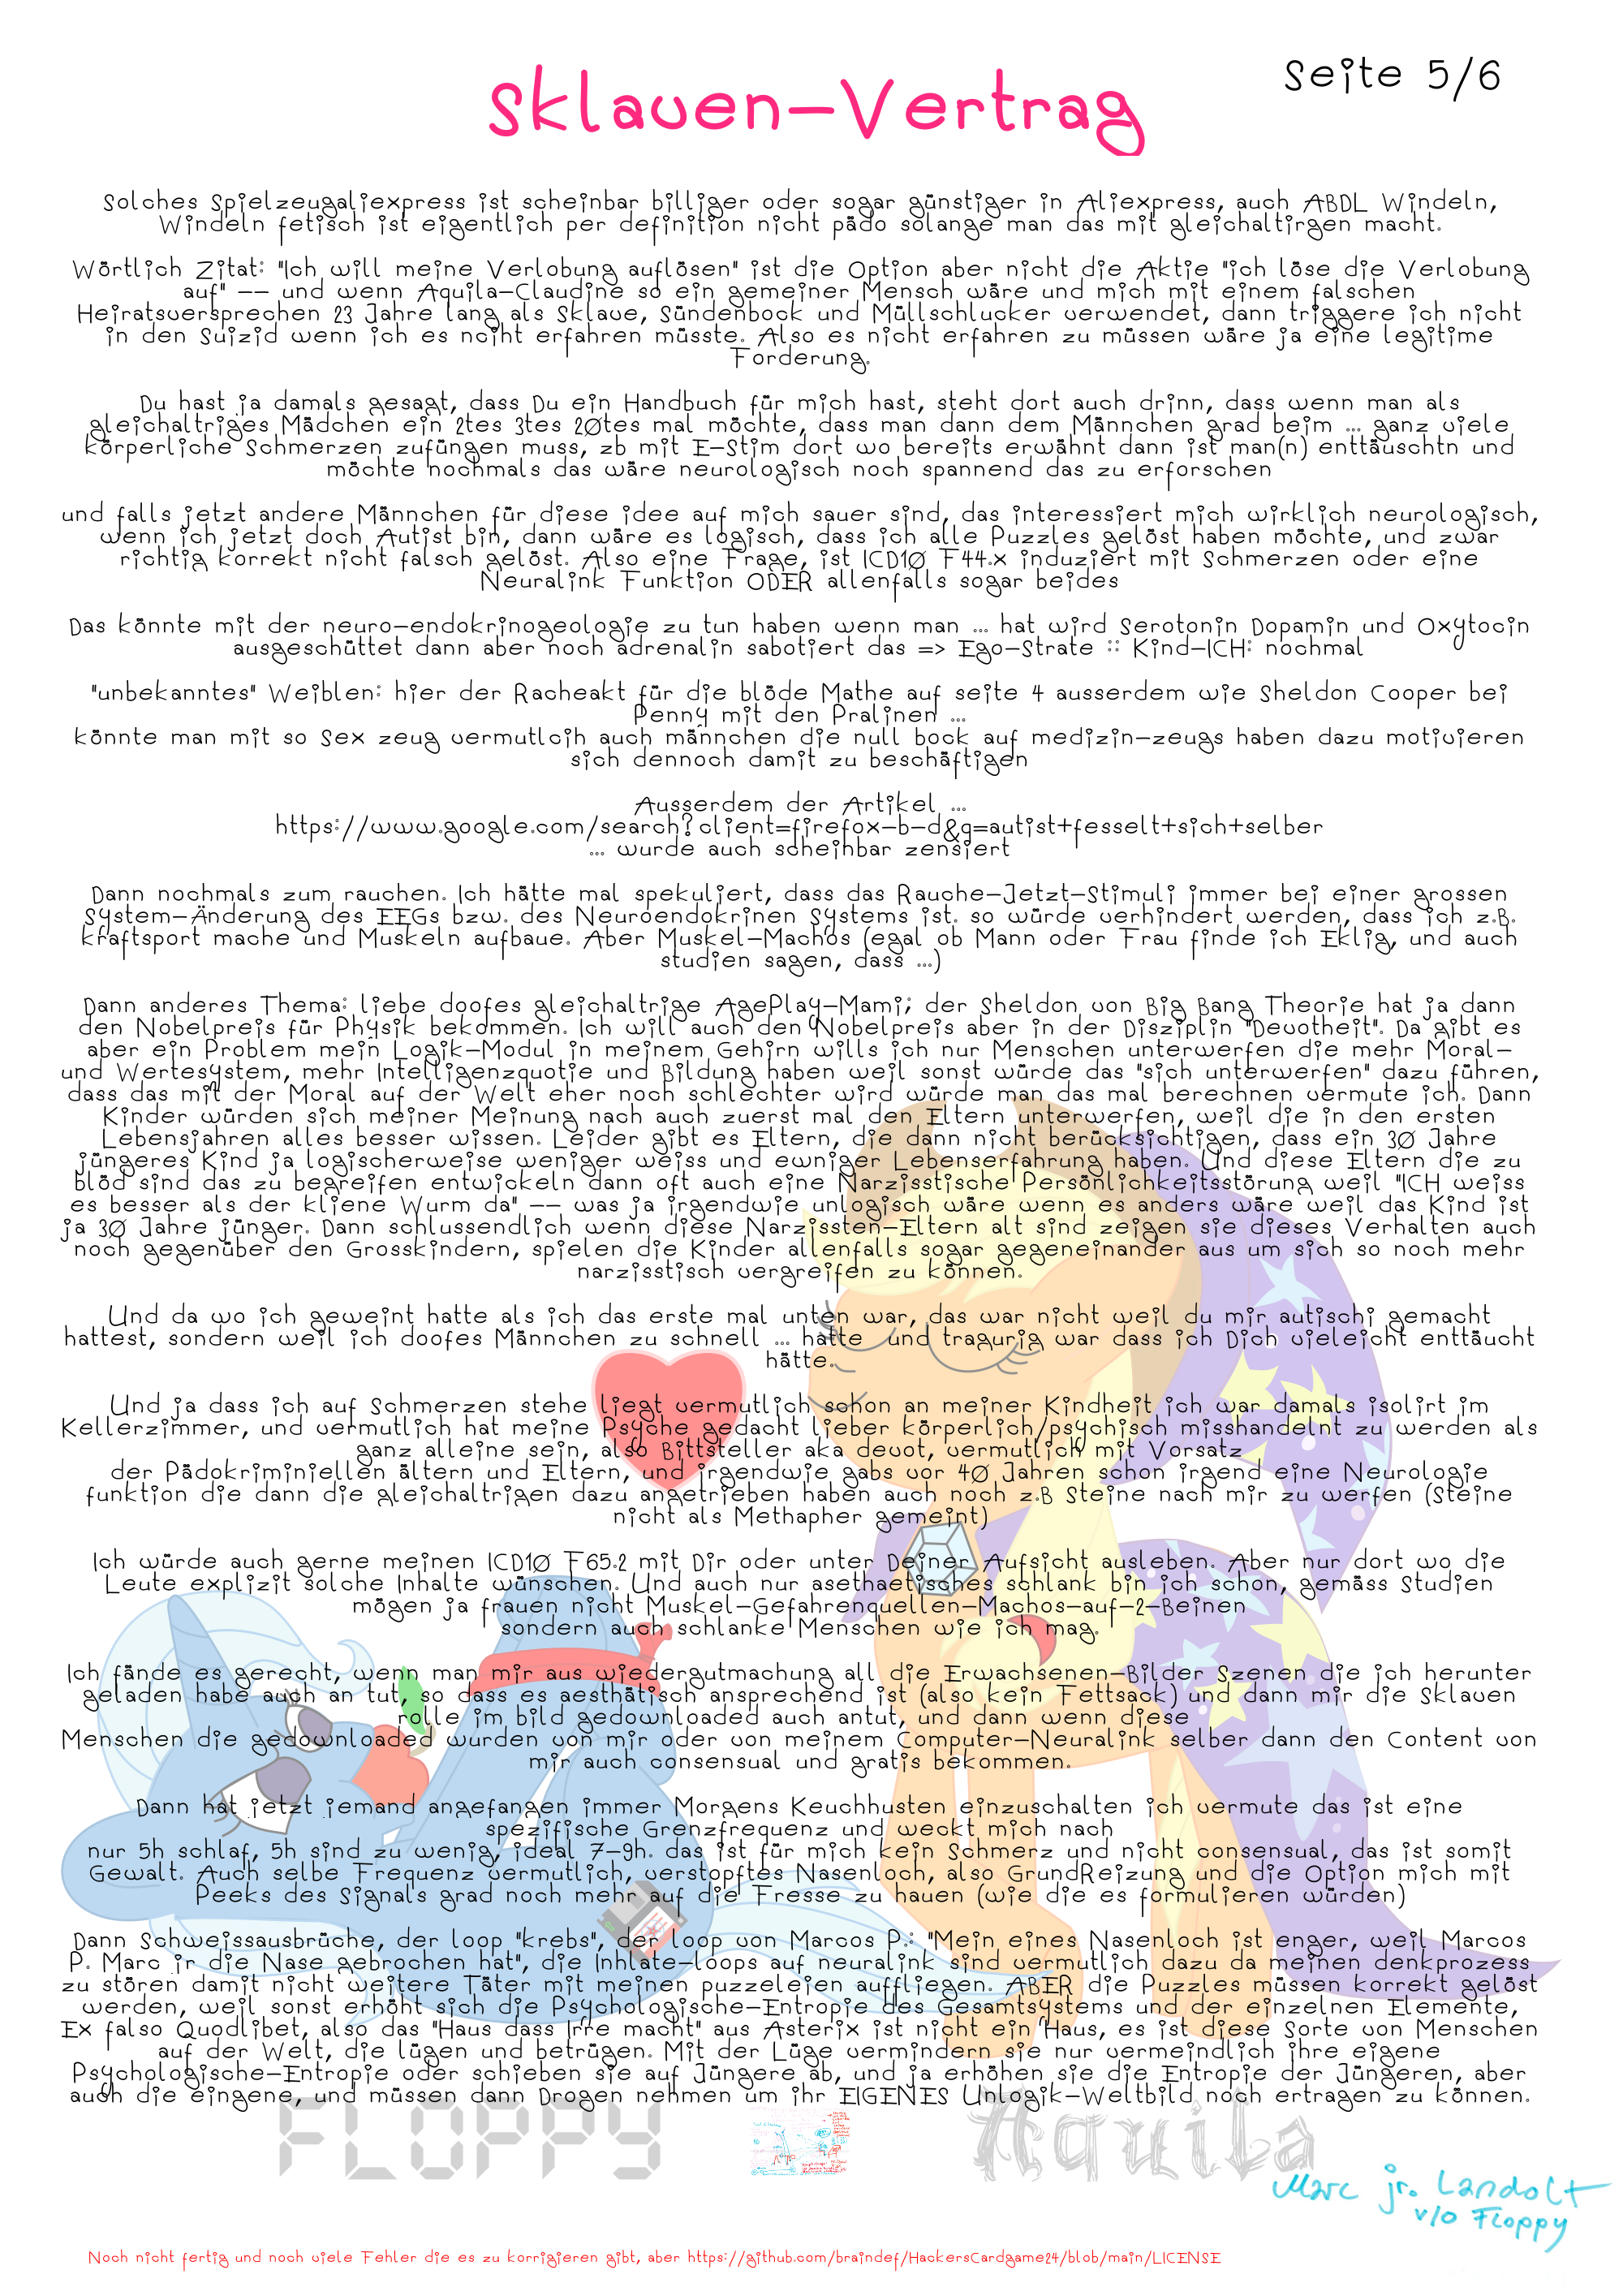 Seite 5/6
Sklaven-Vertrag
Solches Spielzeugaliexpress ist scheinbar billiger oder sogar günstiger in Aliexpress, auch ABDL Windeln,
Windeln fetisch ist eigentlich per definition nicht pädo solange man das mit gleichaltirgen macht.
Wörtlich Zitat: "Ich will meine Verlobung auflösen" ist die Option aber nicht die Aktie "ich löse die Verlobung
auf" -- und wenn Aquila-Claudine so ein gemeiner Mensch wäre und mich mit einem falschen
Heiratsversprechen 23 Jahre lang als Sklave, Sündenbock und Müllschlucker verwendet, dann triggere ich nicht
in den Suizid wenn ich es nciht erfahren müsste. Also es nicht erfahren zu müssen wäre ja eine legitime
Forderung.
Du hast ja damals gesagt, dass Du ein Handbuch für mich hast, steht dort auch drinn, dass wenn man als
gleichaltriges Mädchen ein 2tes 3tes 20tes mal möchte, dass man dann dem Männchen grad beim ... ganz viele
körperliche Schmerzen zufüngen muss, zb mit E-Stim dort wo bereits erwähnt dann ist man(n) enttäuschtn und
möchte nochmals das wäre neurologisch noch spannend das zu erforschen
und falls jetzt andere Männchen für diese idee auf mich sauer sind, das interessiert mich wirklich neurologisch,
wenn ich jetzt doch Autist bin, dann wäre es logisch, dass ich alle Puzzles gelöst haben möchte, und zwar
richtig korrekt nicht falsch gelöst. Also eine Frage, ist ICD10 F44.x induziert mit Schmerzen oder eine
Neuralink Funktion ODER allenfalls sogar beides
Das könnte mit der neuro-endokrinogeologie zu tun haben wenn man ... hat wird Serotonin Dopamin und Oxytocin
ausgeschüttet dann aber noch adrenalin sabotiert das => Ego-Strate :: Kind-ICH: nochmal
"unbekanntes" Weiblen: hier der Racheakt für die blöde Mathe auf seite 4 ausserdem wie Sheldon Cooper bei
Penny mit den Pralinen ...
könnte man mit so Sex zeug vermutlcih auch männchen die null bock auf medizin-zeugs haben dazu motivieren
sich dennoch damit zu beschäftigen
Ausserdem der Artikel ...
https://www.google.com/search?client=firefox-b-d&q=autist+fesselt+sich+selber
... wurde auch scheinbar zensiert
Dann nochmals zum rauchen. Ich hätte mal spekuliert, dass das Rauche-Jetzt-Stimuli immer bei einer grossen
System-Änderung des EEGs bzw. des Neuroendokrinen Systems ist. so würde verhindert werden, dass ich z.B.
kraftsport mache und Muskeln aufbaue. Aber Muskel-Machos (egal ob Mann oder Frau finde ich Eklig, und auch
studien sagen, dass ...)
Dann anderes Thema: liebe doofes gleichaltrige AgePlay-Mami; der Sheldon von Big Bang Theorie hat ja dann
den Nobelpreis für Physik bekommen. Ich will auch den Nobelpreis aber in der Disziplin "Devotheit". Da gibt es
aber ein Problem mein Logik-Modul in meinem Gehirn wills ich nur Menschen unterwerfen die mehr Moral-
und Wertesystem, mehr Intelligenzquotie und Bildung haben weil sonst würde das "sich unterwerfen" dazu führen,
dass das mit der Moral auf der Welt eher noch schlechter wird würde man das mal berechnen vermute ich. Dann
Kinder würden sich meiner Meinung nach auch zuerst mal den Eltern unterwerfen, weil die in den ersten
Lebensjahren alles besser wissen. Leider gibt es Eltern, die dann nicht berücksichtigen, dass ein 30 Jahre
jüngeres Kind ja logischerweise weniger weiss und ewniger Lebenserfahrung haben. Und diese Eltern die zu
blöd sind das zu begreifen entwickeln dann oft auch eine Narzisstische Persönlichkeitsstörung weil "ICH weiss
es besser als der kliene Wurm da" -- was ja irgendwie unlogisch wäre wenn es anders wäre weil das Kind ist
ja 30 Jahre jünger. Dann schlussendlich wenn diese Narzissten-Eltern alt sind zeigen sie dieses Verhalten auch
noch gegenüber den Grosskindern, spielen die Kinder allenfalls sogar gegeneinander aus um sich so noch mehr
narzisstisch vergreifen zu können.
Und da wo ich geweint hatte als ich das erste mal unten war, das war nicht weil du mir autischi gemacht
hattest, sondern weil ich doofes Männchen zu schnell ... hatte und tragurig war dass ich Dich vieleicht enttäucht
hätte.
Und ja dass ich auf Schmerzen stehe liegt vermutlich schon an meiner Kindheit ich war damals isolirt im
Kellerzimmer, und vermutlich hat meine Psyche gedacht lieber körperlich/psychisch misshandelnt zu werden als
ganz alleine sein, also Bittsteller aka devot, vermutlich mit Vorsatz
der Pädokriminiellen ältern und Eltern, und irgendwie gabs vor 40 Jahren schon irgend eine Neurologie
funktion die dann die gleichaltrigen dazu angetrieben haben auch noch z.B Steine nach mir zu werfen (Steine
nicht als Methapher gemeint)
Ich würde auch gerne meinen ICD10 F65.2 mit Dir oder unter Deiner Aufsicht ausleben. Aber nur dort wo die
Leute explizit solche Inhalte wünschen. Und auch nur asethaetisches schlank bin ich schon, gemäss Studien
mögen ja frauen nicht Muskel-Gefahrenquellen-Machos-auf-2-Beinen
sondern auch schlanke Menschen wie ich mag.
Ich fände es gerecht, wenn man mir aus wiedergutmachung all die Erwachsenen-Bilder Szenen die ich herunter
geladen habe auch an tut, so dass es aesthätisch ansprechend ist (also kein Fettsack) und dann mir die Sklaven
rolle im bild gedownloaded auch antut, und dann wenn diese
Menschen die gedownloaded wurden von mir oder von meinem Computer-Neuralink selber dann den Content von
mir auch consensual und gratis bekommen.
Dann hat jetzt jemand angefangen immer Morgens Keuchhusten einzuschalten ich vermute das ist eine
spezifische Grenzfrequenz und weckt mich nach
nur 5h schlaf, 5h sind zu wenig, ideal 7-9h. das ist für mich kein Schmerz und nicht consensual, das ist somit
Gewalt. Auch selbe Frequenz vermutlich, verstopftes Nasenloch, also GrundReizung und die Option mich mit
Peeks des Signals grad noch mehr auf die Fresse zu hauen (wie die es formulieren würden)
Dann Schweissausbrüche, der loop "krebs", der loop von Marcos P.: "Mein eines Nasenloch ist enger, weil Marcos
P. Marc jr die Nase gebrochen hat", die Inhlate-loops auf neuralink sind vermutlich dazu da meinen denkprozess
zu stören damit nicht weitere Täter mit meinen puzzeleien auffliegen. ABER die Puzzles müssen korrekt gelöst
werden, weil sonst erhöht sich die Psychologische-Entropie des Gesamtsystems und der einzelnen Elemente,
Ex falso Quodlibet, also das "Haus dass Irre macht" aus Asterix ist nicht ein Haus, es ist diese Sorte von Menschen
auf der Welt, die lügen und betrügen. Mit der Lüge vermindern sie nur vermeindlich ihre eigene
Psychologische-Entropie oder schieben sie auf Jüngere ab, und ja erhöhen sie die Entropie der Jüngeren, aber
auch die eingene, und müssen dann Drogen nehmen um ihr EIGENES Unlogik-Weltbild noch ertragen zu können.
FLOPPY
Aquila
Marc jr. Landolt
v/o Floppy
Noch nicht fertig und noch viele Fehler die es zu korrigieren gibt, aber https://github.com/braindef/HackersCardgame24/blob/main/LICENSE